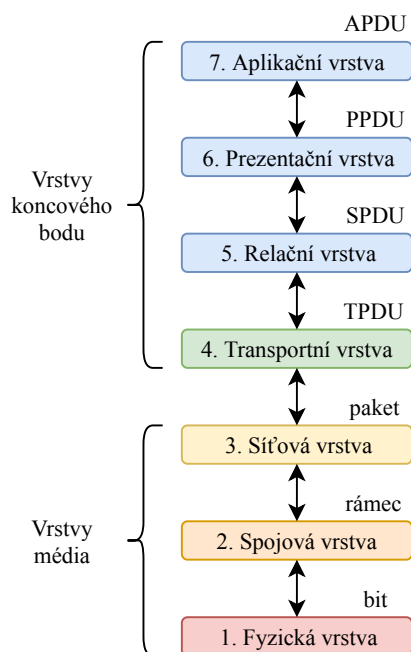 APDU
7. Aplikační vrstva
PPDU
6. Prezentační vrstva
Vrstvy
koncového
bodu
SPDU
5. Relační vrstva
TPDU
4. Transportní vrstva
paket
3. Síťová vrstva
rámec
Vrstvy
média
2. Spojová vrstva
bit
1. Fyzická vrstva